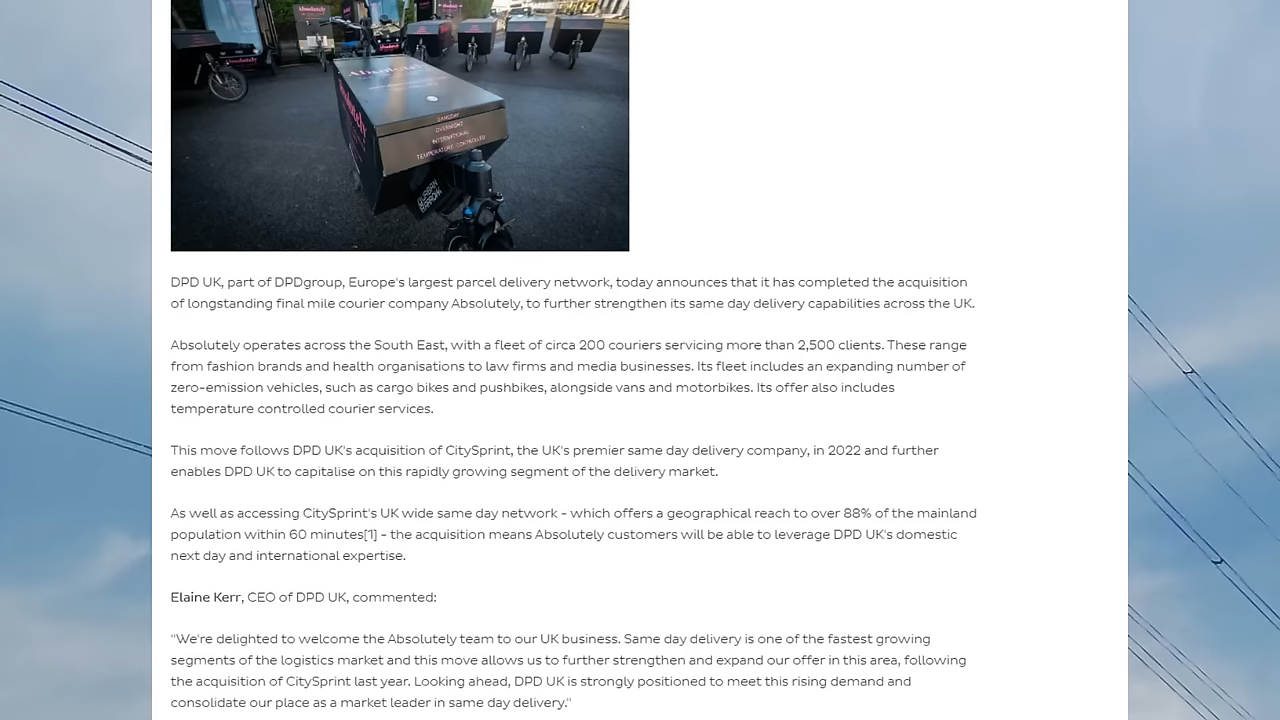 Absolutely
Absolutely
Absolutely
Absolutely
SAMEDAY
OVERNIGHT
INTERNATIONAL
TEMPERATURE CONTROLLED
URBAN
ARROW
DPD UK, part of DPDgroup, Europe's largest parcel delivery network, today announces that it has completed the acquisition
of longstanding final mile courier company Absolutely, to further strengthen its same day delivery capabilities across the UK.
Absolutely operates across the South East, with a fleet of circa 200 couriers servicing more than 2,500 clients. These range
from fashion brands and health organisations to law firms and media businesses. Its fleet includes an expanding number of
zero-emission vehicles, such as cargo bikes and pushbikes, alongside vans and motorbikes. Its offer also includes
temperature controlled courier services.
This move follows DPD UK's acquisition of CitySprint, the UK's premier same day delivery company, in 2022 and further
enables DPD UK to capitalise on this rapidly growing segment of the delivery market.
As well as accessing CitySprint's UK wide same day network - which offers a geographical reach to over 88% of the mainland
population within 60 minutes[1] - the acquisition means Absolutely customers will be able to leverage DPD UK's domestic
next day and international expertise.
Elaine Kerr, CEO of DPD UK, commented:
"We're delighted to welcome the Absolutely team to our UK business. Same day delivery is one of the fastest growing
segments of the logistics market and this move allows us to further strengthen and expand our offer in this area, following
the acquisition of CitySprint last year. Looking ahead, DPD UK is strongly positioned to meet this rising demand and
consolidate our place as a market leader in same day delivery."